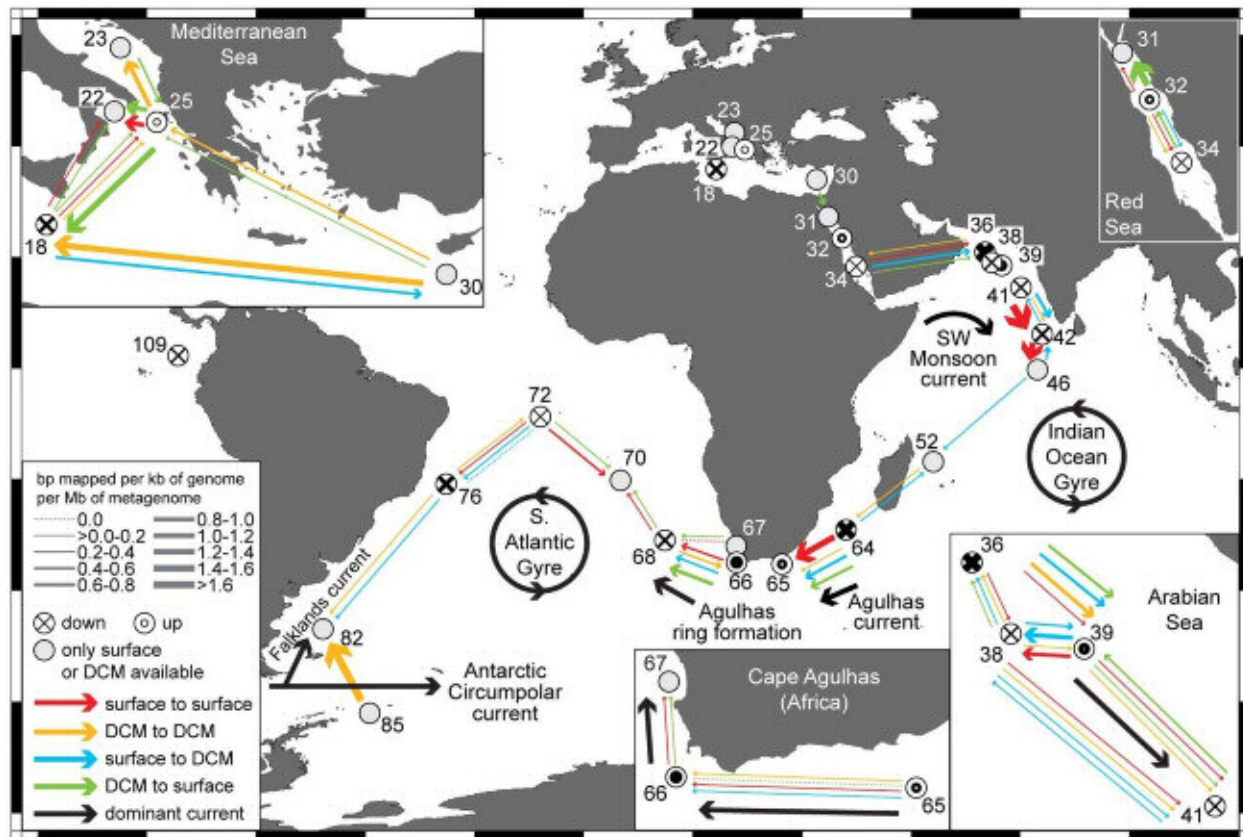 Mediterranean
Sea
23
22
25
18
30
23
25
22
18
30
31
32
34
36
38
39
41
42
46
31
32
34
Red
Sea
109
SW
Monsoon
current
72
52
Indian
Ocean
Gyre
70
76
S.
Atlantic
Gyre
67
68
66
65
64
Agulhas
ring formation
Agulhas
current
bp mapped per kb of genome
per Mb of metagenome
0.0 0.8-1.0
>0.0-0.2 1.0-1.2
0.2-0.4 1.2-1.4
0.4-0.6 1.4-1.6
0.6-0.8 >1.6
down up
only surface
or DCM available
surface to surface
DCM to DCM
surface to DCM
DCM to surface
dominant current
Falklands current
82
85
Antarctic
Circumpolar
current
67
Cape Agulhas
(Africa)
66
65
36
Arabian
Sea
39
38
41